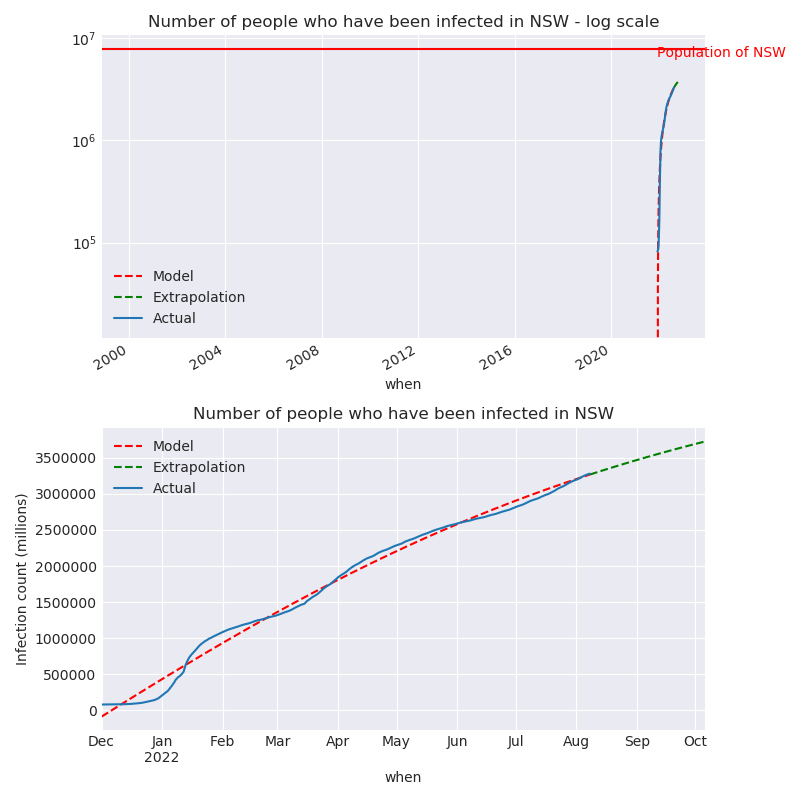 Number of people who have been infected in NSW - log scale
10^7
Population of NSW
10^6
10^5
Model
Extrapolation
Actual
2000 2004 2008 2012 2016 2020
when
Number of people who have been infected in NSW
Infection count (millions)
Model
Extrapolation
Actual
3500000
3000000
2500000
2000000
1500000
1000000
500000
0
Dec Jan Feb Mar Apr May Jun Jul Aug Sep Oct
2022
when